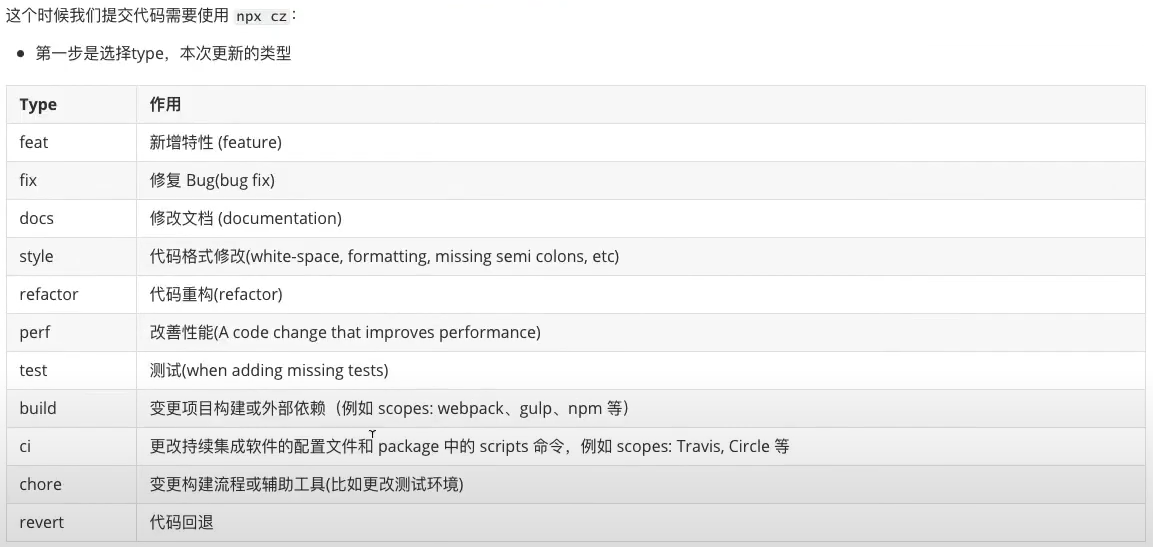 这个时候我们提交代码需要使用 npx cz：
第一步是选择type，本次更新的类型
Type 作用
feat 新增特性 (feature)
fix 修复 Bug(bug fix)
docs 修改文档 (documentation)
style 代码格式修改(white-space, formatting, missing semi colons, etc)
refactor 代码重构(refactor)
perf 改善性能(A code change that improves performance)
test 测试(when adding missing tests)
build 变更项目构建或外部依赖（例如 scopes: webpack、gulp、npm 等）
ci 更改持续集成软件的配置文件和 package 中的 scripts 命令，例如 scopes: Travis, Circle 等
chore 变更构建流程或辅助工具(比如更改测试环境)
revert 代码回退